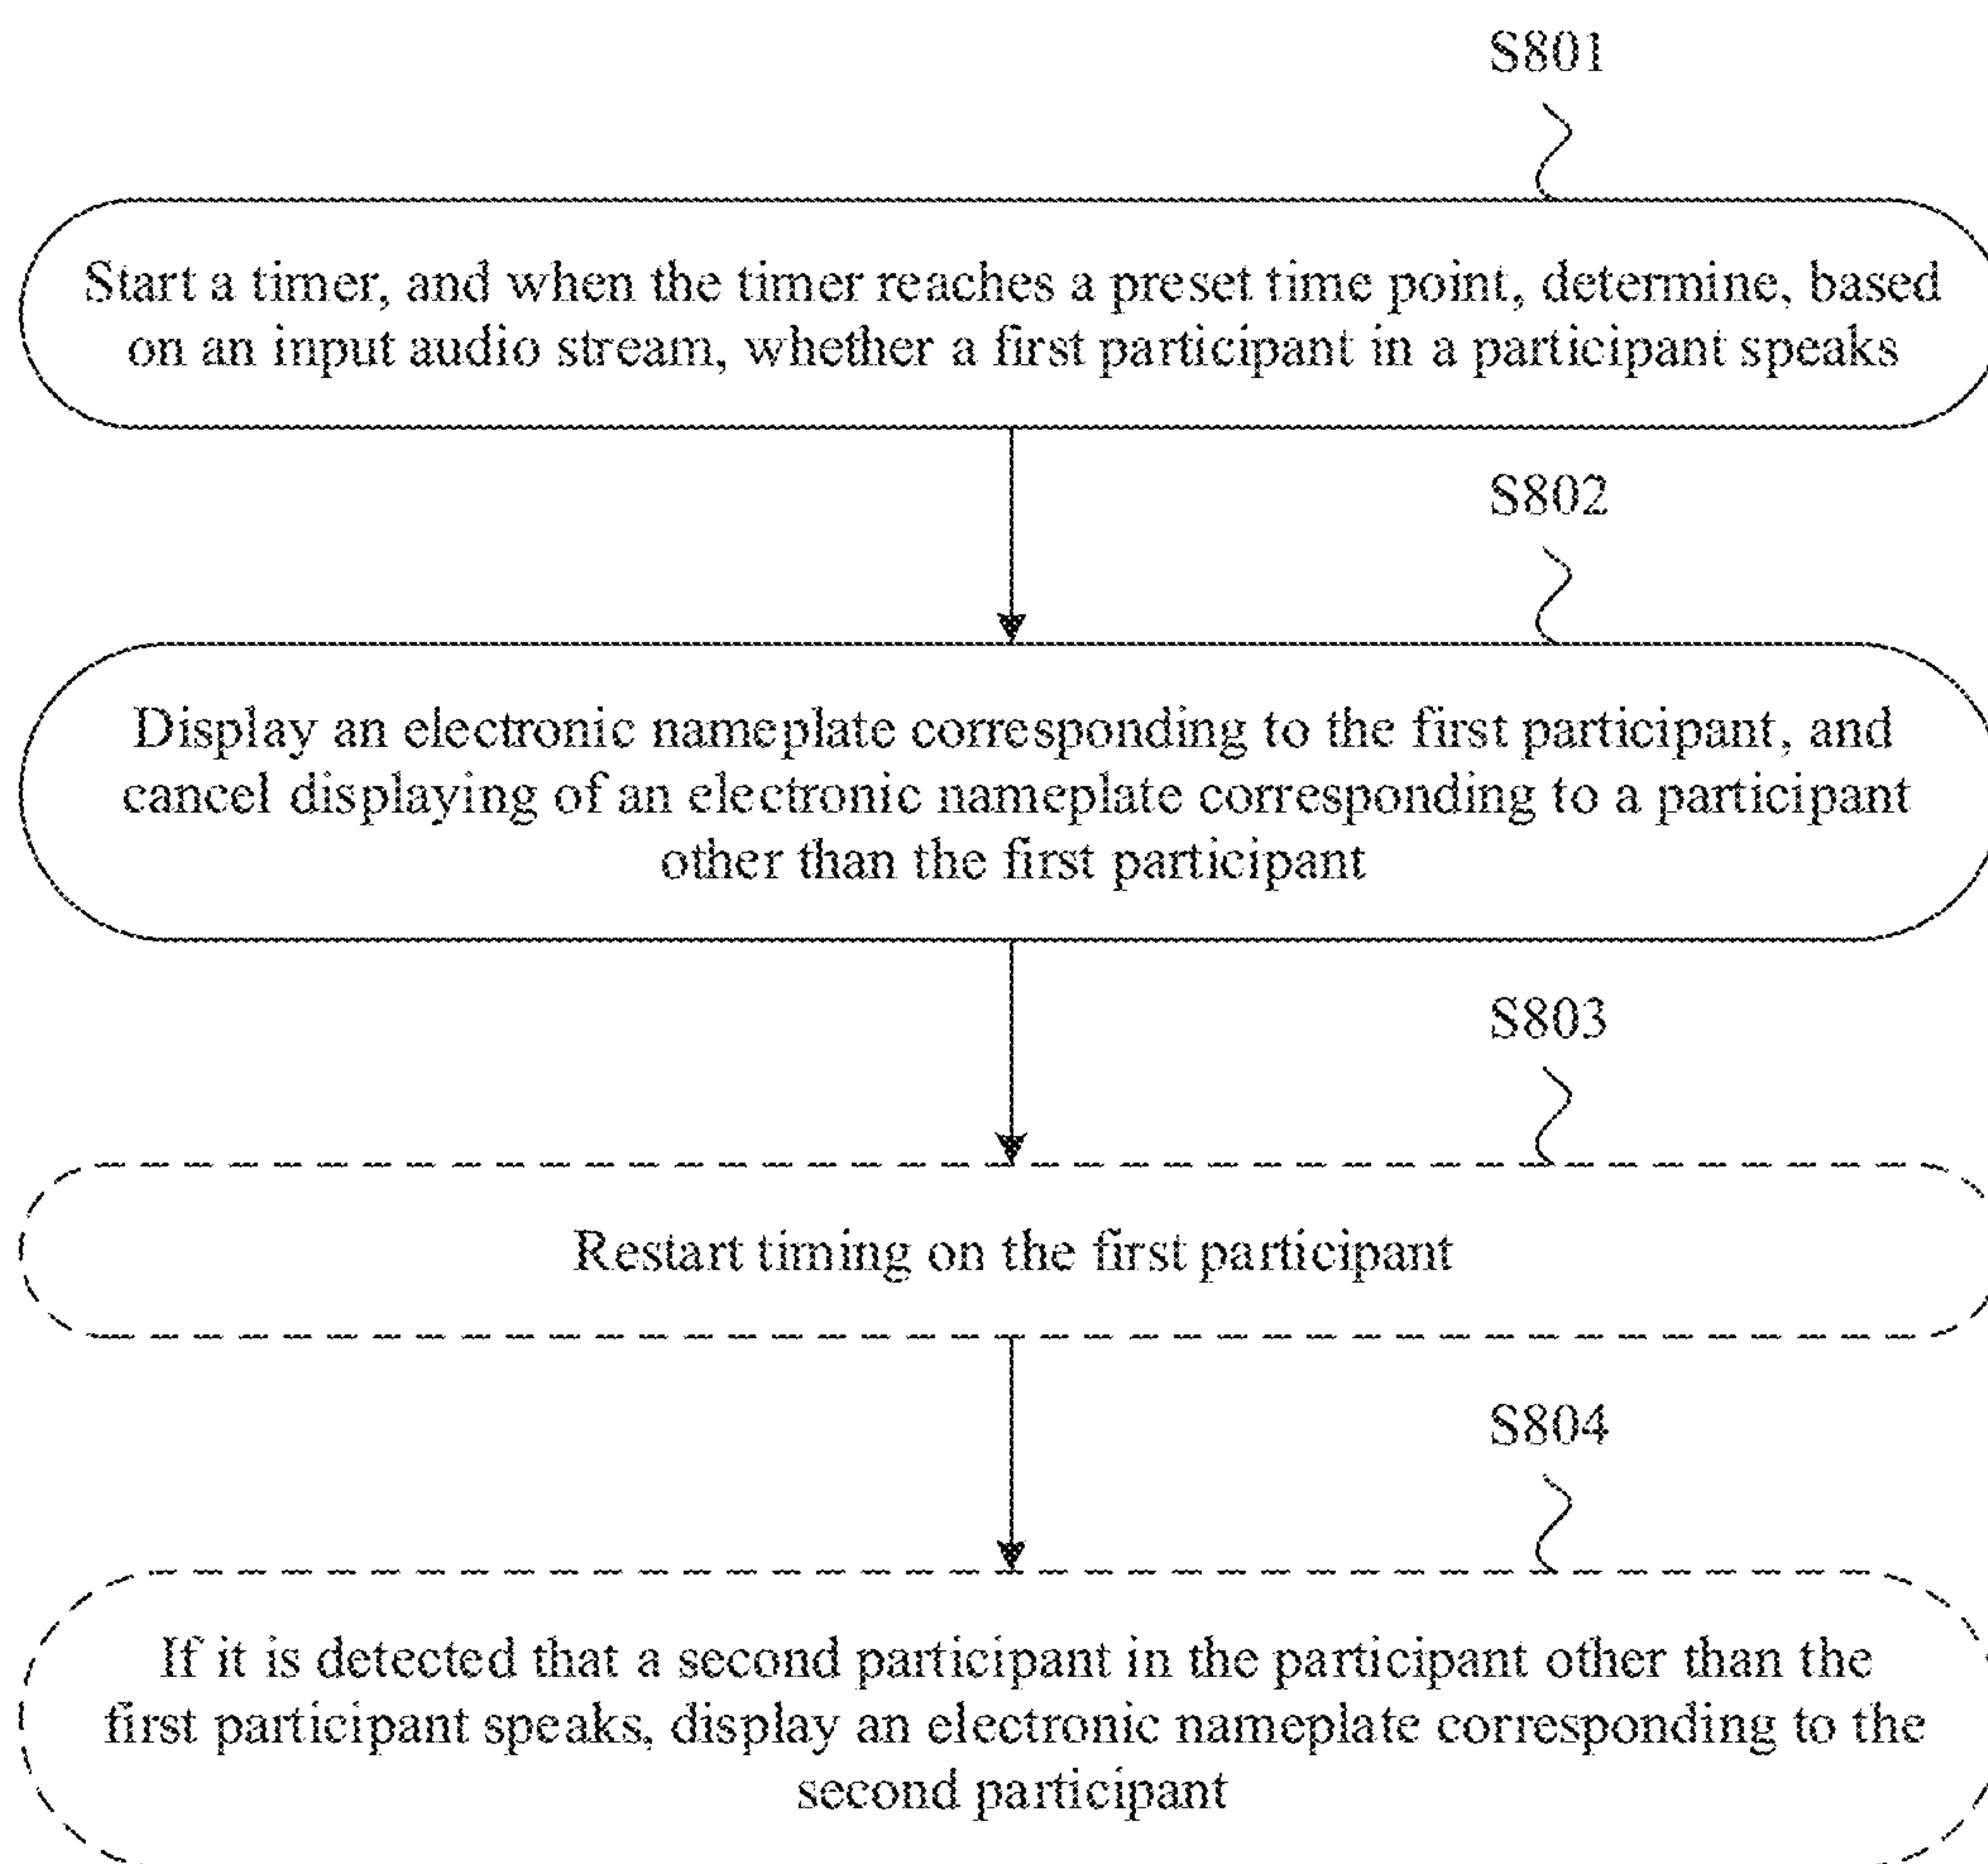 S801
Start a timer, and when the timer reaches a preset time point, determine, based
on an input audio stream, whether a first participant in a participant speaks
S802
Display an electronic nameplate corresponding to the first participant, and
cancel displaying of an electronic nameplate corresponding to a participant
other than the first participant
S803
Restart timing on the first participant
S804
If it is detected that a second participant in the participant other than the
first participant speaks, display an electronic nameplate corresponding to the
second participant